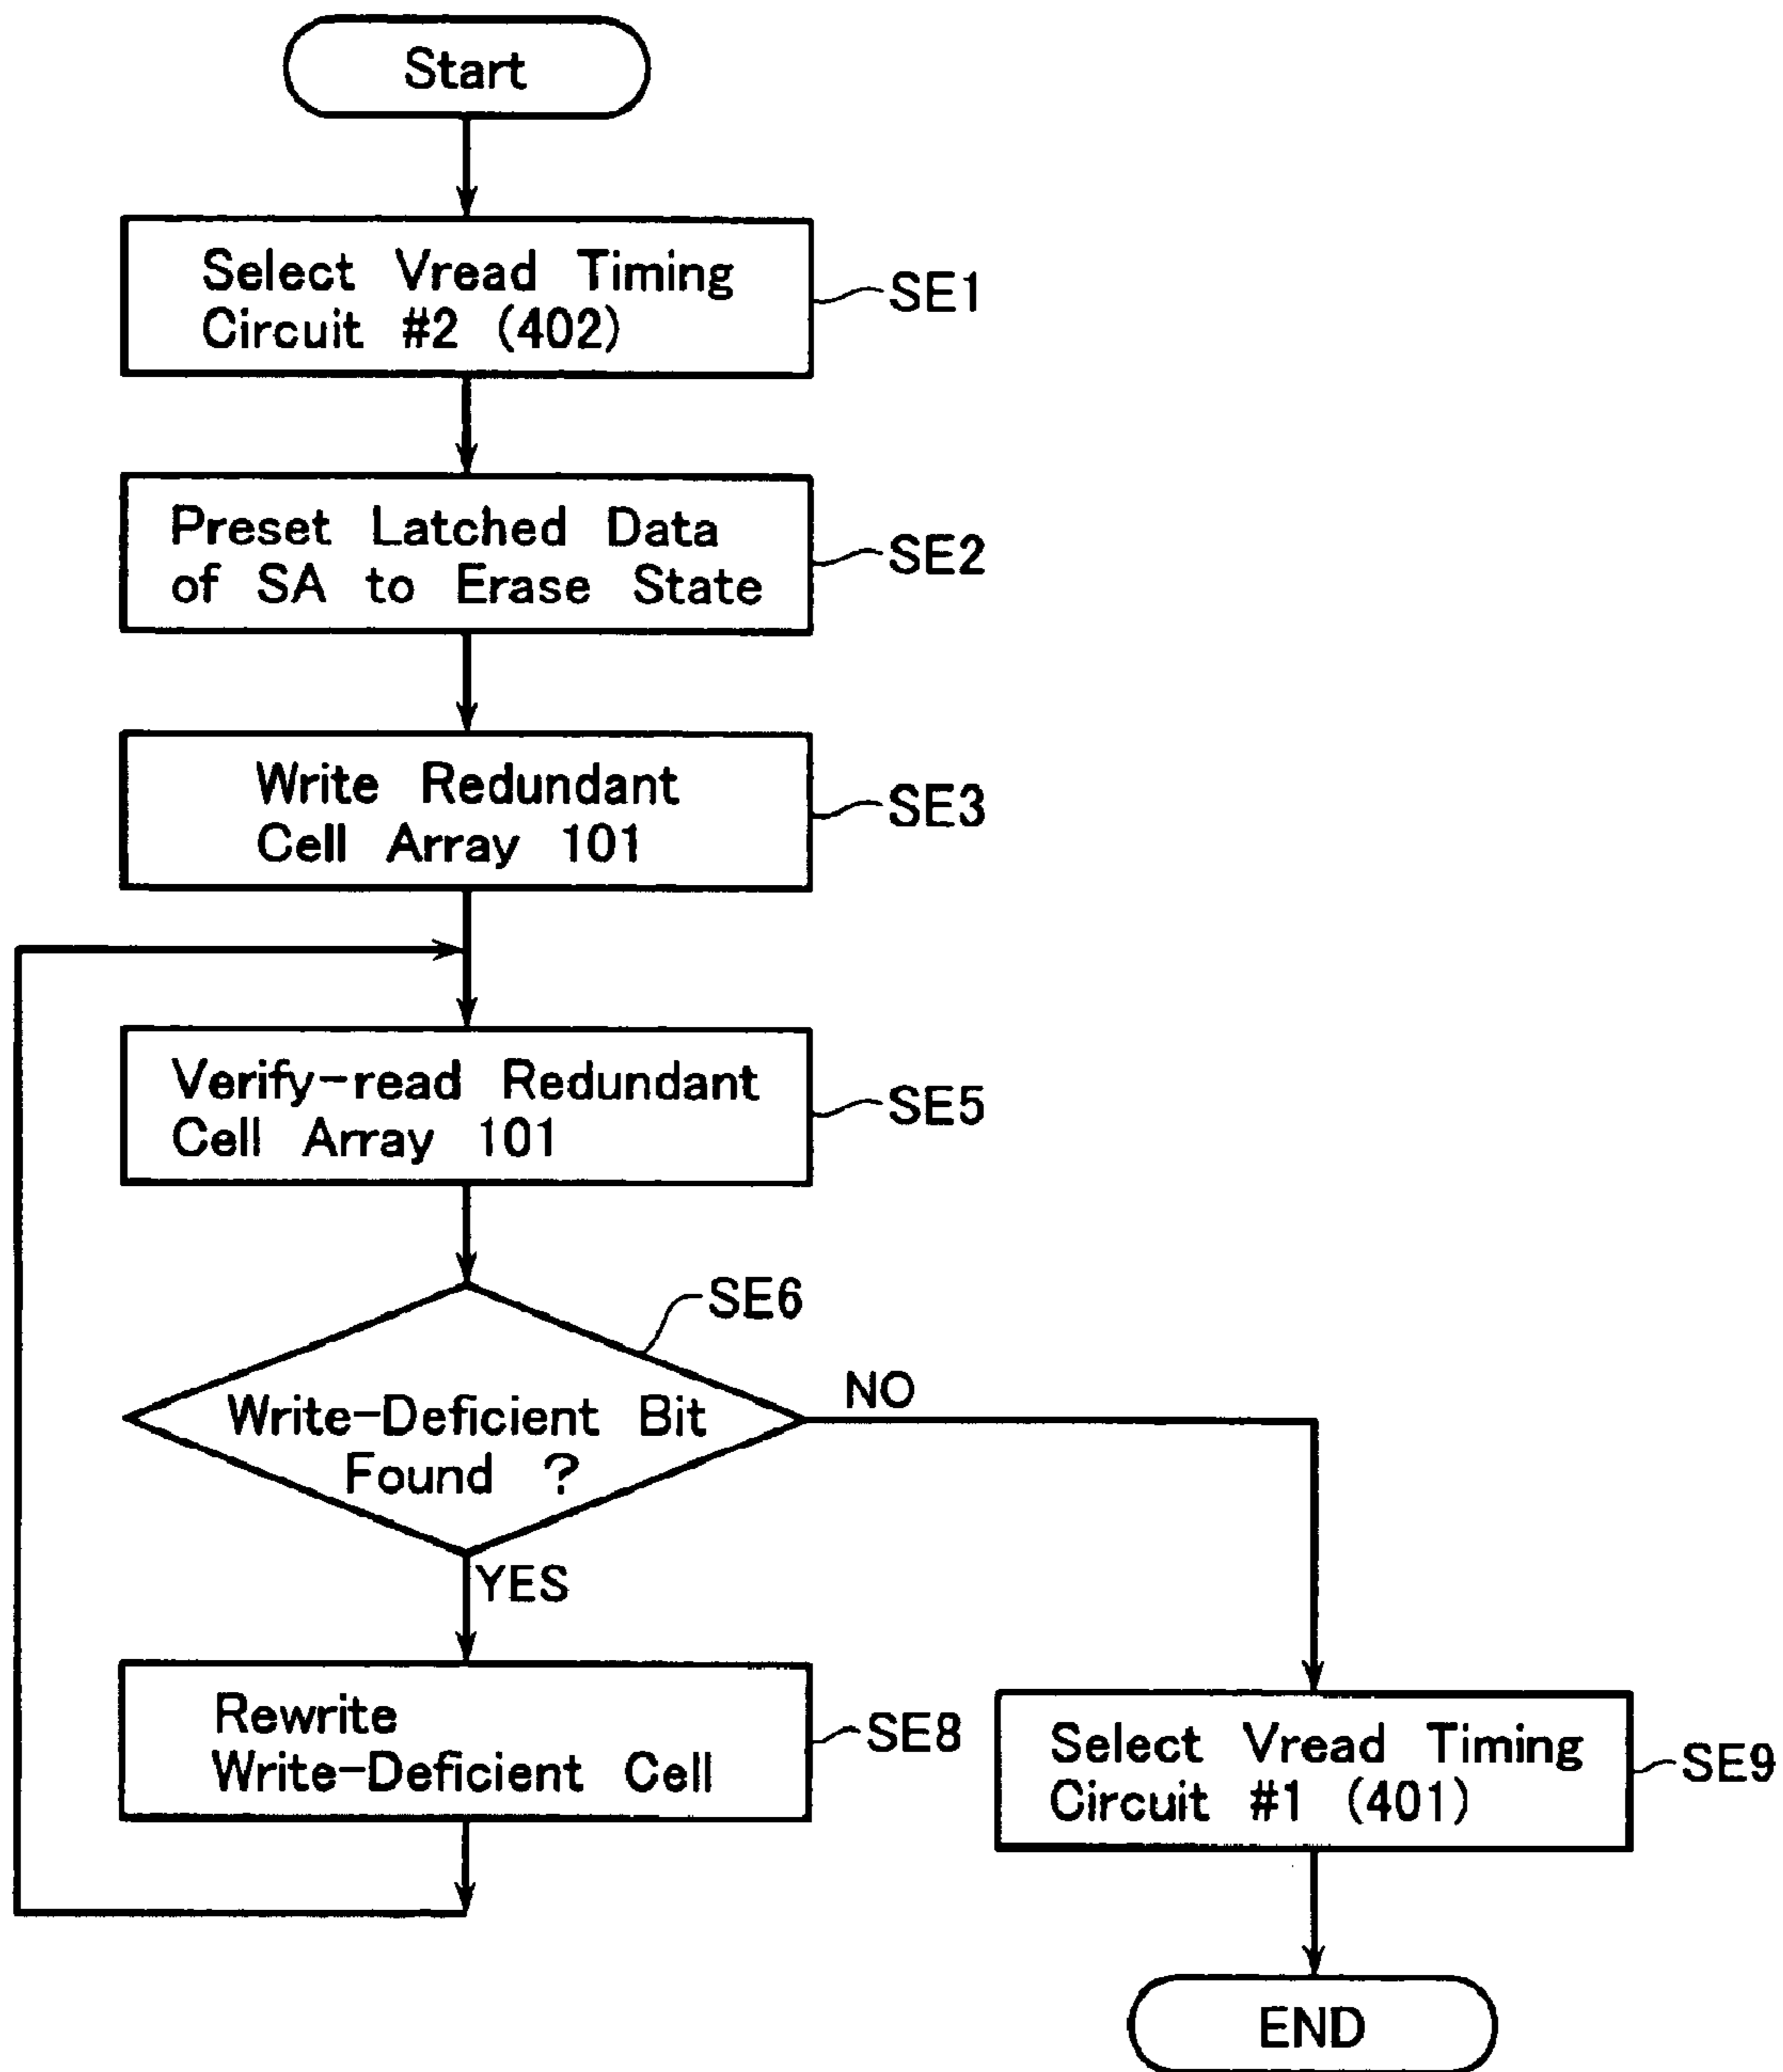 Start
Select Vread Timing
Circuit #2 (402)
SE1
Preset Latched Data
of SA to Erase State
SE2
Write Redundant
Cell Array 101
SE3
Verify-read Redundant
Cell Array 101
SE5
SE6
Write-Deficient Bit
Found ?
NO
YES
Rewrite
Write-Deficient Cell
SE8
Select Vread Timing
Circuit #1 (401)
SE9
END